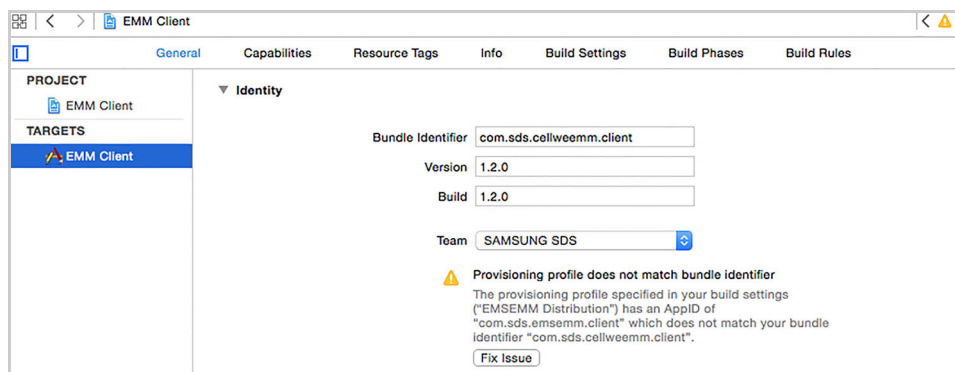 EMM Client
General Capabilities Resource Tags Info Build Settings Build Phases Build Rules
PROJECT
EMM Client
TARGETS
EMM Client
Identity
Bundle Identifier com.sds.cellweemm.client
Version 1.2.0
Build 1.2.0
Team SAMSUNG SDS
Provisioning profile does not match bundle identifier
The provisioning profile specified in your build settings
("EMSEMM Distribution") has an AppID of
"com.sds.emsemm.client" which does not match your bundle
identifier "com.sds.cellweemm.client".
Fix Issue